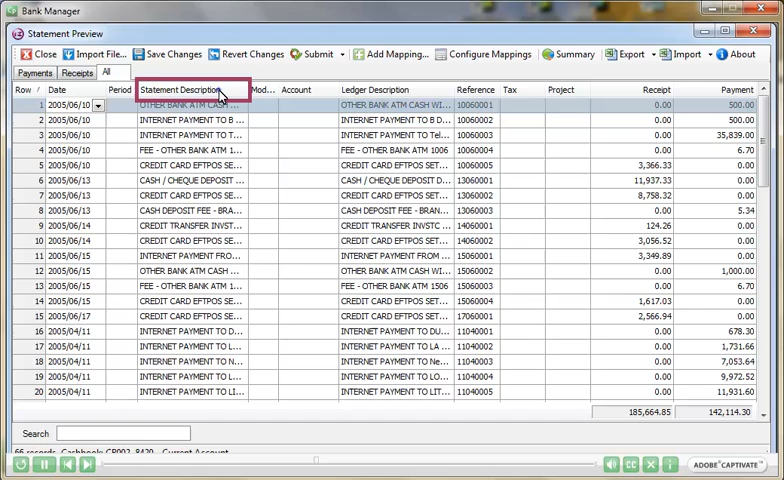 Bank Manager
Statement Preview
Close Import File... Save Changes Revert Changes Submit Add Mapping... Configure Mappings Summary Export Import About
Payments Receipts All
Row Date Period Statement Description Mod... Account Ledger Description Reference Tax Project Receipt Payment
1 2005/06/10 OTHER BANK ATM CASH ... OTHER BANK ATM CASH WI... 10060001 0.00 500.00
2 2005/06/10 INTERNET PAYMENT TO B ... INTERNET PAYMENT TO B D... 10060002 0.00 500.00
3 2005/06/10 INTERNET PAYMENT TO T... INTERNET PAYMENT TO Tel... 10060003 0.00 35,839.00
4 2005/06/10 FEE - OTHER BANK ATM 1... FEE - OTHER BANK ATM 1006 10060004 0.00 6.70
5 2005/06/10 CREDIT CARD EFTPOS SE... CREDIT CARD EFTPOS SET... 10060005 3,366.33 0.00
6 2005/06/13 CASH / CHEQUE DEPOSIT ... CASH / CHEQUE DEPOSIT D... 13060001 11,937.33 0.00
7 2005/06/13 CREDIT CARD EFTPOS SE... CREDIT CARD EFTPOS SET... 13060002 8,758.32 0.00
8 2005/06/13 CASH DEPOSIT FEE - BRA... CASH DEPOSIT FEE - BRAN... 13060003 0.00 5.34
9 2005/06/14 CREDIT TRANSFER INVST... CREDIT TRANSFER INVSTC ... 14060001 124.26 0.00
10 2005/06/14 CREDIT CARD EFTPOS SE... CREDIT CARD EFTPOS SET... 14060002 3,056.52 0.00
11 2005/06/15 INTERNET PAYMENT FRO... INTERNET PAYMENT FROM ... 15060001 3,349.89 0.00
12 2005/06/15 OTHER BANK ATM CASH ... OTHER BANK ATM CASH WI... 15060002 0.00 1,000.00
13 2005/06/15 FEE - OTHER BANK ATM 1... FEE - OTHER BANK ATM 1506 15060003 0.00 6.70
14 2005/06/15 CREDIT CARD EFTPOS SE... CREDIT CARD EFTPOS SET... 15060004 1,617.03 0.00
15 2005/06/17 CREDIT CARD EFTPOS SE... CREDIT CARD EFTPOS SET... 17060001 2,566.94 0.00
16 2005/04/11 INTERNET PAYMENT TO D... INTERNET PAYMENT TO DU... 11040001 0.00 678.30
17 2005/04/11 INTERNET PAYMENT TO L... INTERNET PAYMENT TO LA ... 11040002 0.00 1,731.66
18 2005/04/11 INTERNET PAYMENT TO N... INTERNET PAYMENT TO Ne... 11040003 0.00 7,053.64
19 2005/04/11 INTERNET PAYMENT TO L... INTERNET PAYMENT TO LO... 11040004 0.00 9,972.52
20 2005/04/11 INTERNET PAYMENT TO LI... INTERNET PAYMENT TO LIT... 11040005 0.00 11,931.60
185,664.85 142,114.30
Search
66 records Cashbook: CB002 8420 Current Account
CC ADOBE® CAPTIVATE®